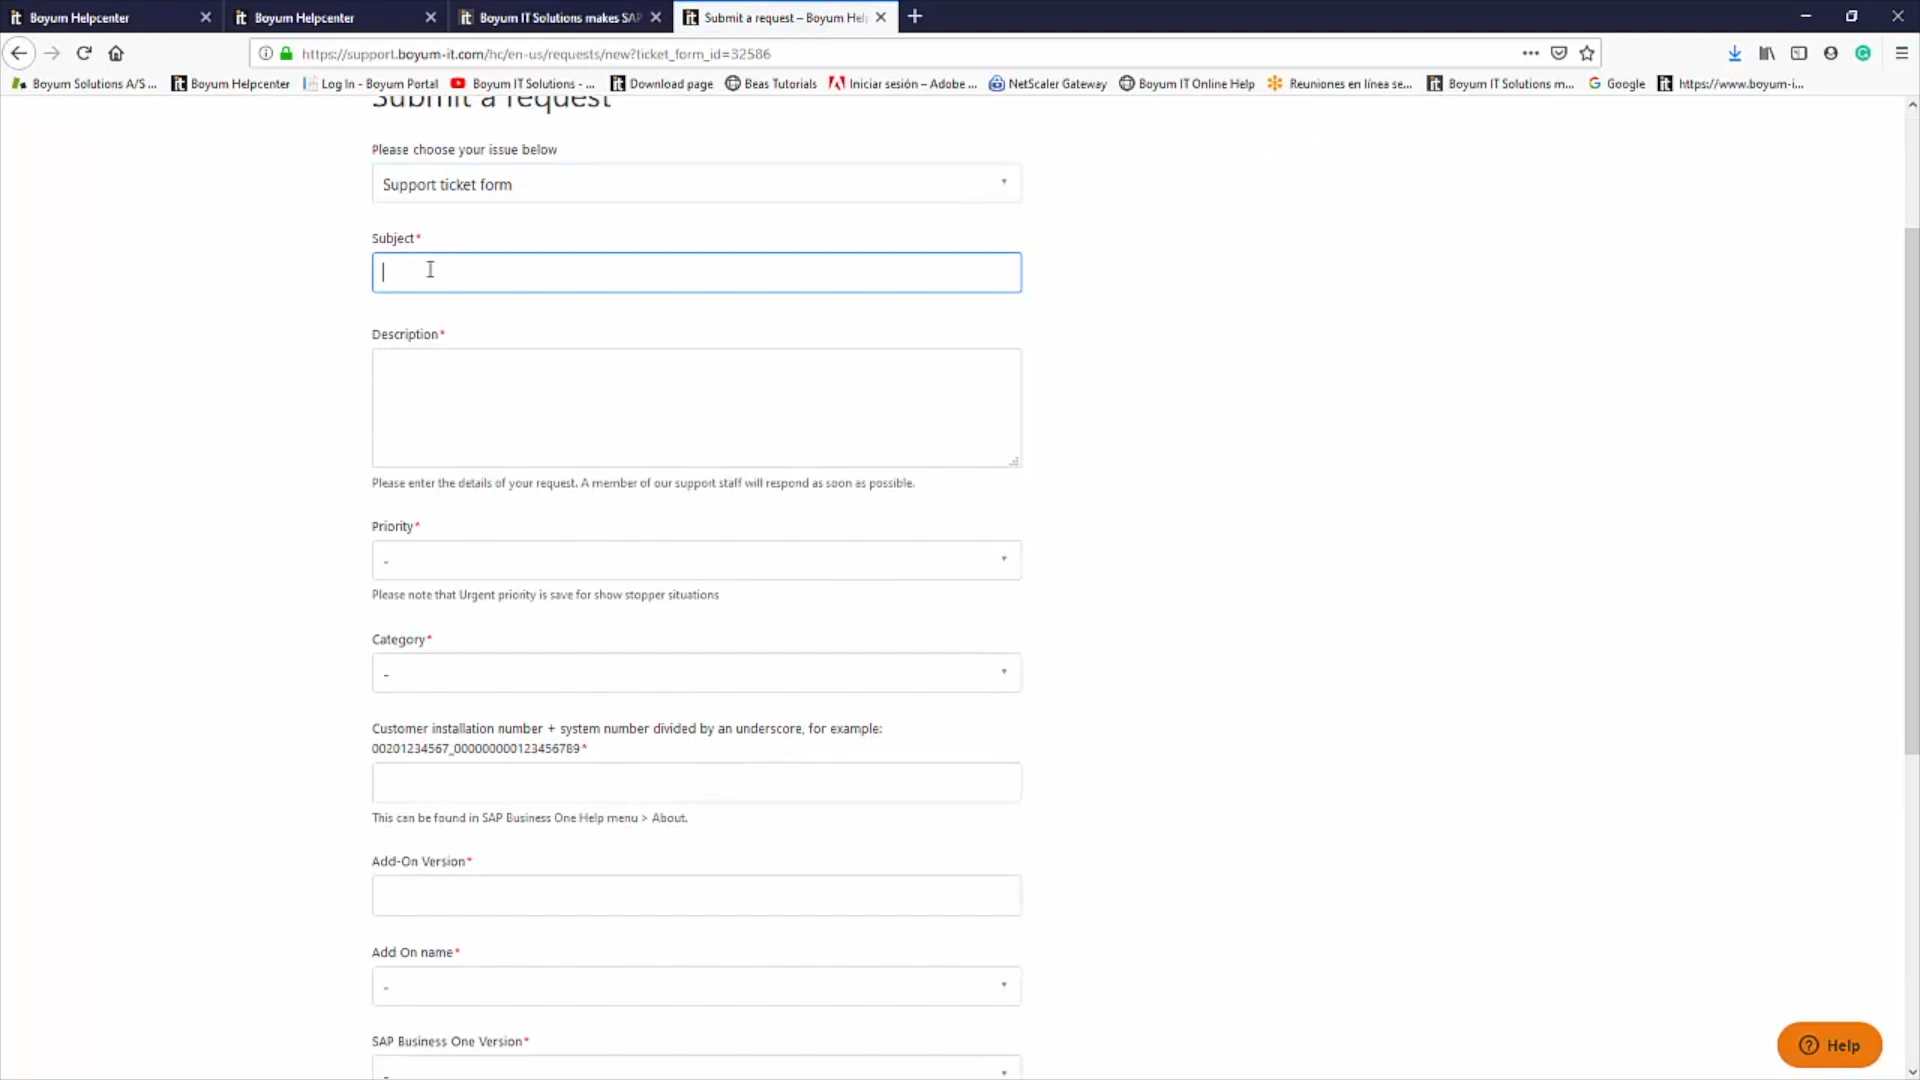 Boyum Helpcenter
Boyum Helpcenter
Boyum IT Solutions makes SAP
Submit a request – Boyum Hel
https://support.boyum-it.com/hc/en-us/requests/new?ticket_form_id=32586
Boyum Solutions A/S ...
Boyum Helpcenter
Log In - Boyum Portal
Boyum IT Solutions - ...
Download page
Beas Tutorials
Iniciar sesión – Adobe ...
NetScaler Gateway
Boyum IT Online Help
Reuniones en línea se...
Boyum IT Solutions m...
Google
https://www.boyum-i...
Submit a request
Please choose your issue below
Support ticket form
Subject*
Description*
Please enter the details of your request. A member of our support staff will respond as soon as possible.
Priority*
-
Please note that Urgent priority is save for show stopper situations
Category*
-
Customer installation number + system number divided by an underscore, for example:
00201234567_000000000123456789*
This can be found in SAP Business One Help menu > About.
Add-On Version*
Add On name*
-
SAP Business One Version*
-
Help